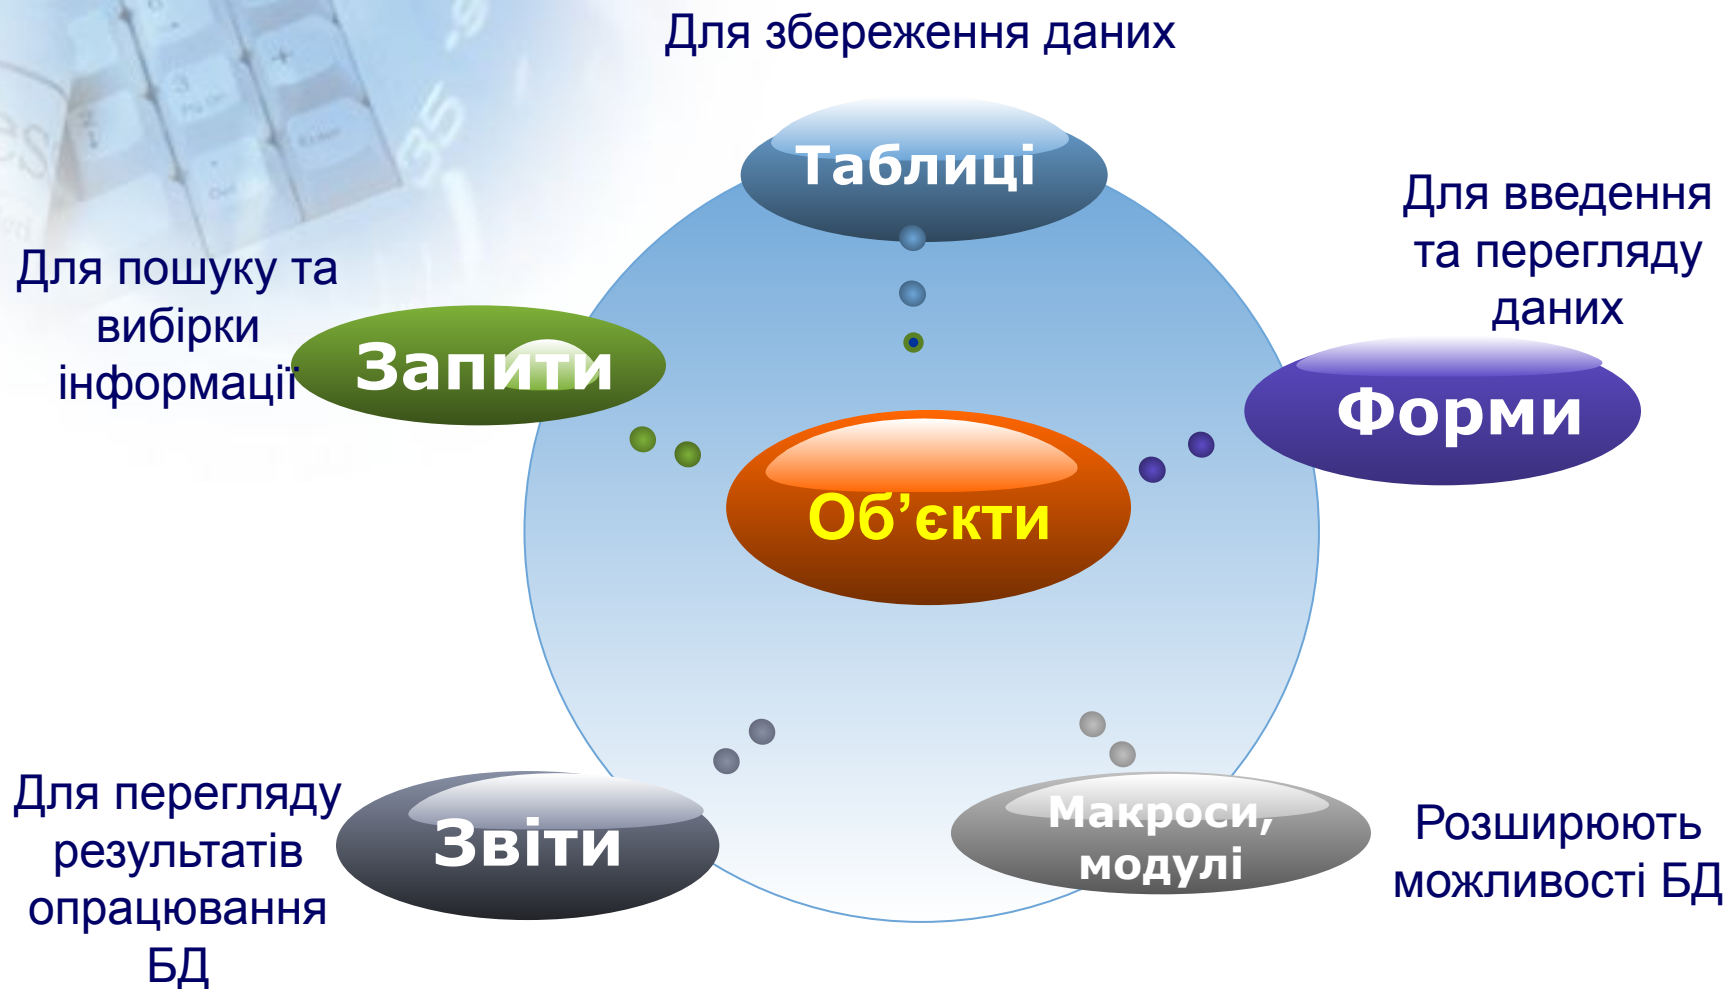 Для збереження даних
Таблиці
Для введення
та перегляду
даних
Форми
Для пошуку та
вибірки
інформації
Запити
Об’єкти
Для перегляду
результатів
опрацювання
БД
Звіти
Макроси,
модулі
Розширюють
можливості БД